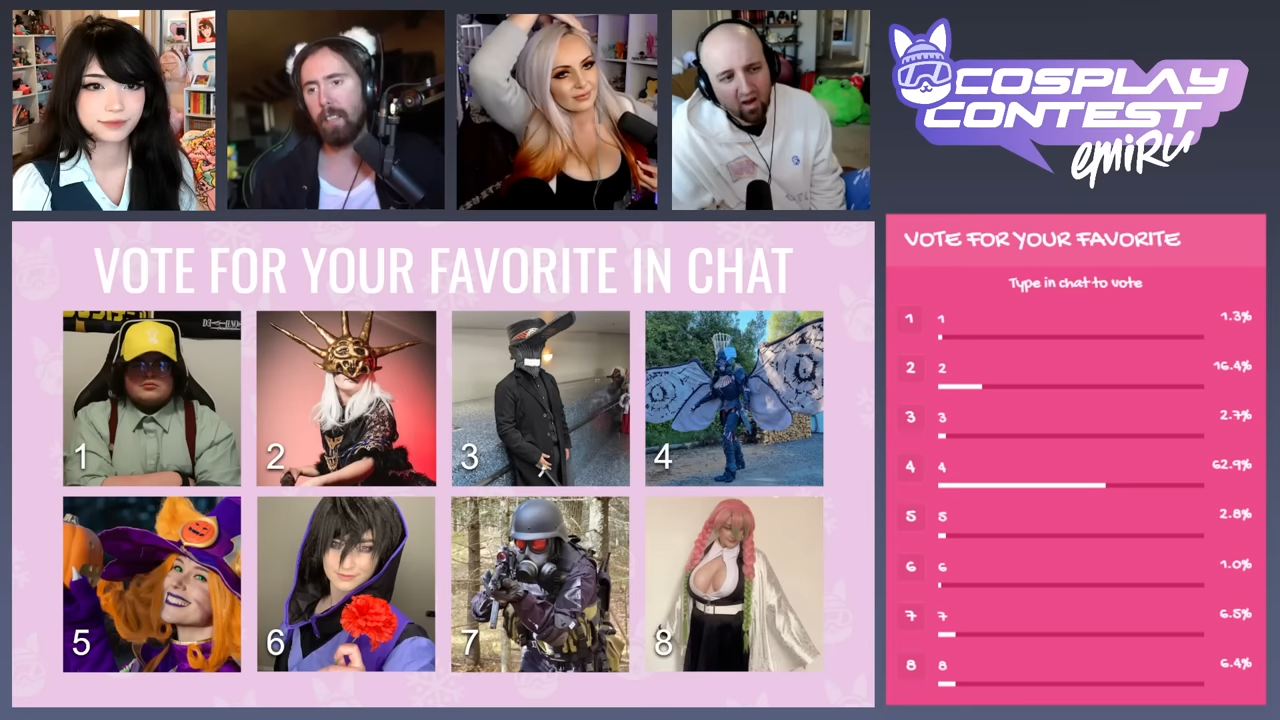 COSPLAY
CONTEST
emiru
VOTE FOR YOUR FAVORITE IN CHAT
1
2
3
4
5
6
7
8
VOTE FOR YOUR FAVORITE
Type in chat to vote
1 1 1.3%
2 2 16.4%
3 3 2.7%
4 4 62.9%
5 5 2.8%
6 6 1.0%
7 7 6.5%
8 8 6.4%